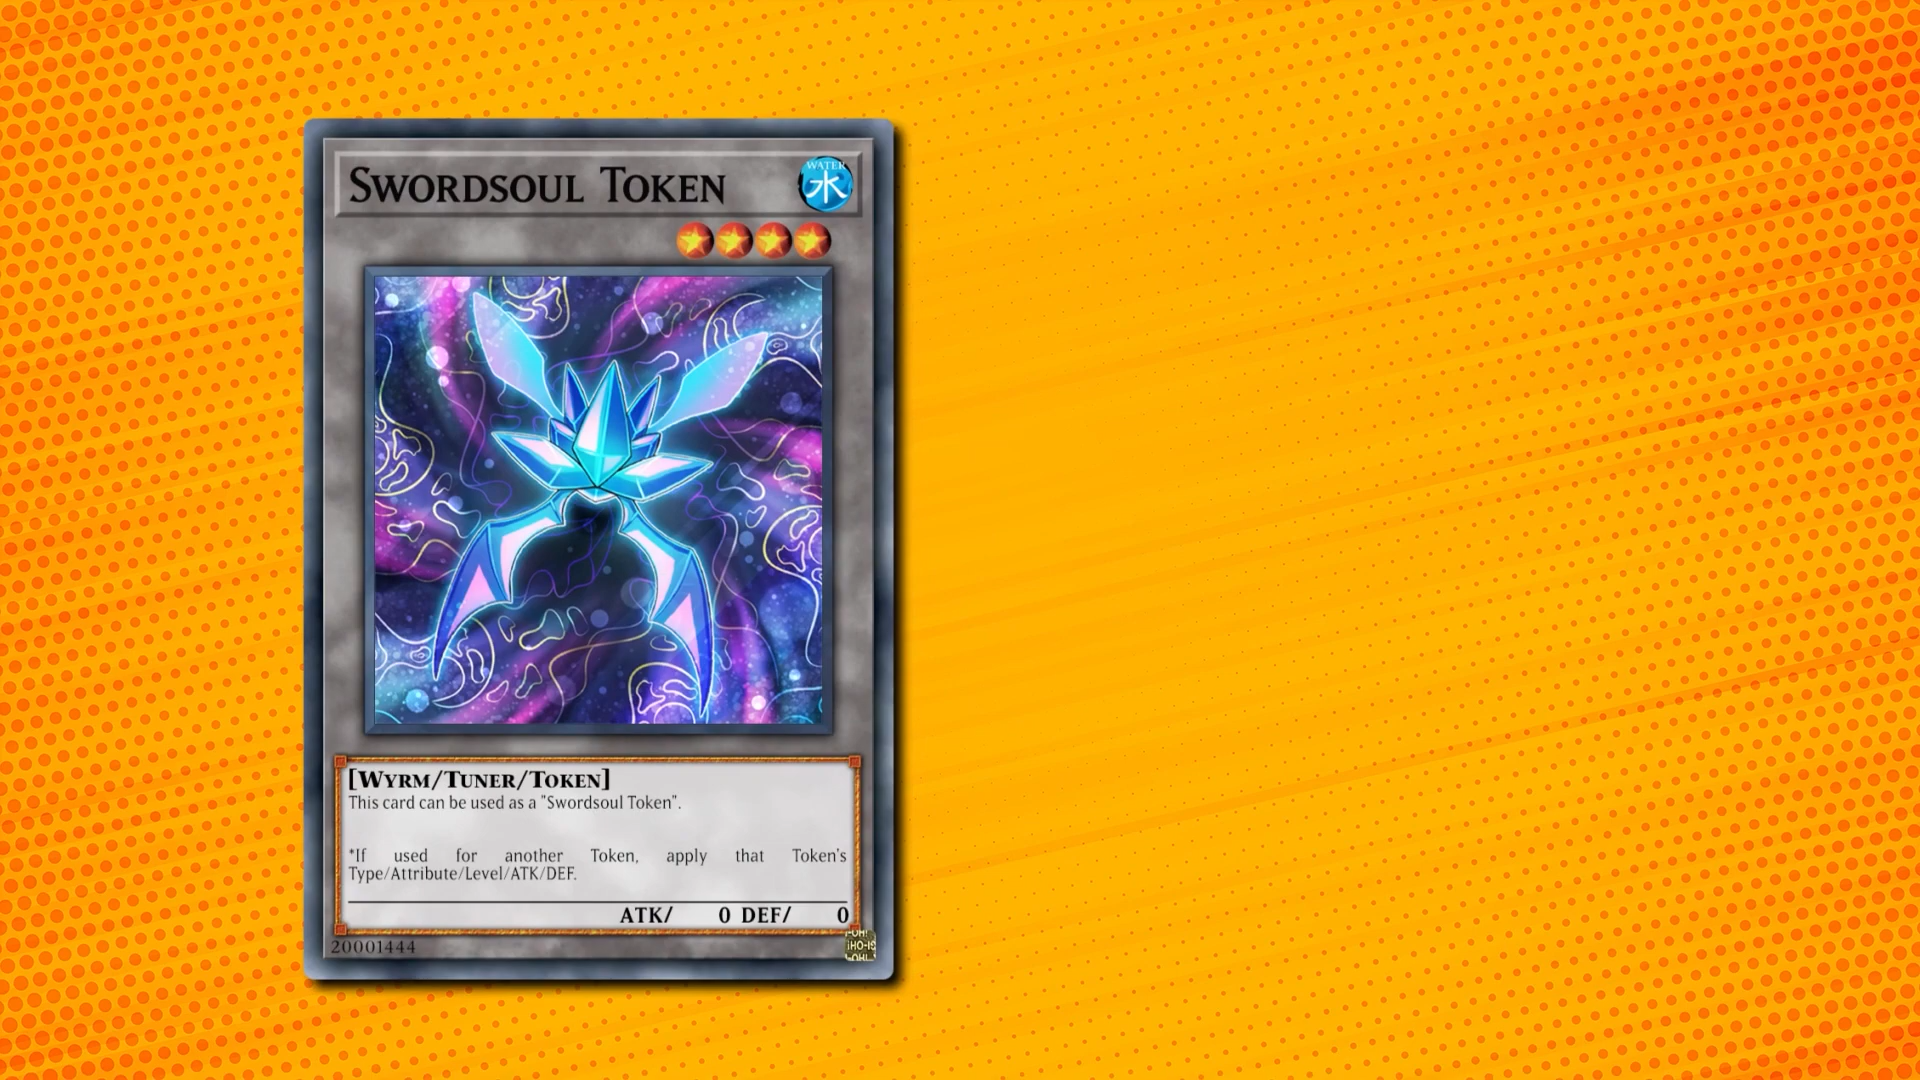 Swordsoul Token
WATER
水
[Wyrm/Tuner/Token]
This card can be used as a "Swordsoul Token".
*If used for another Token, apply that Token's
Type/Attribute/Level/ATK/DEF.
ATK/ 0 DEF/ 0
20001444